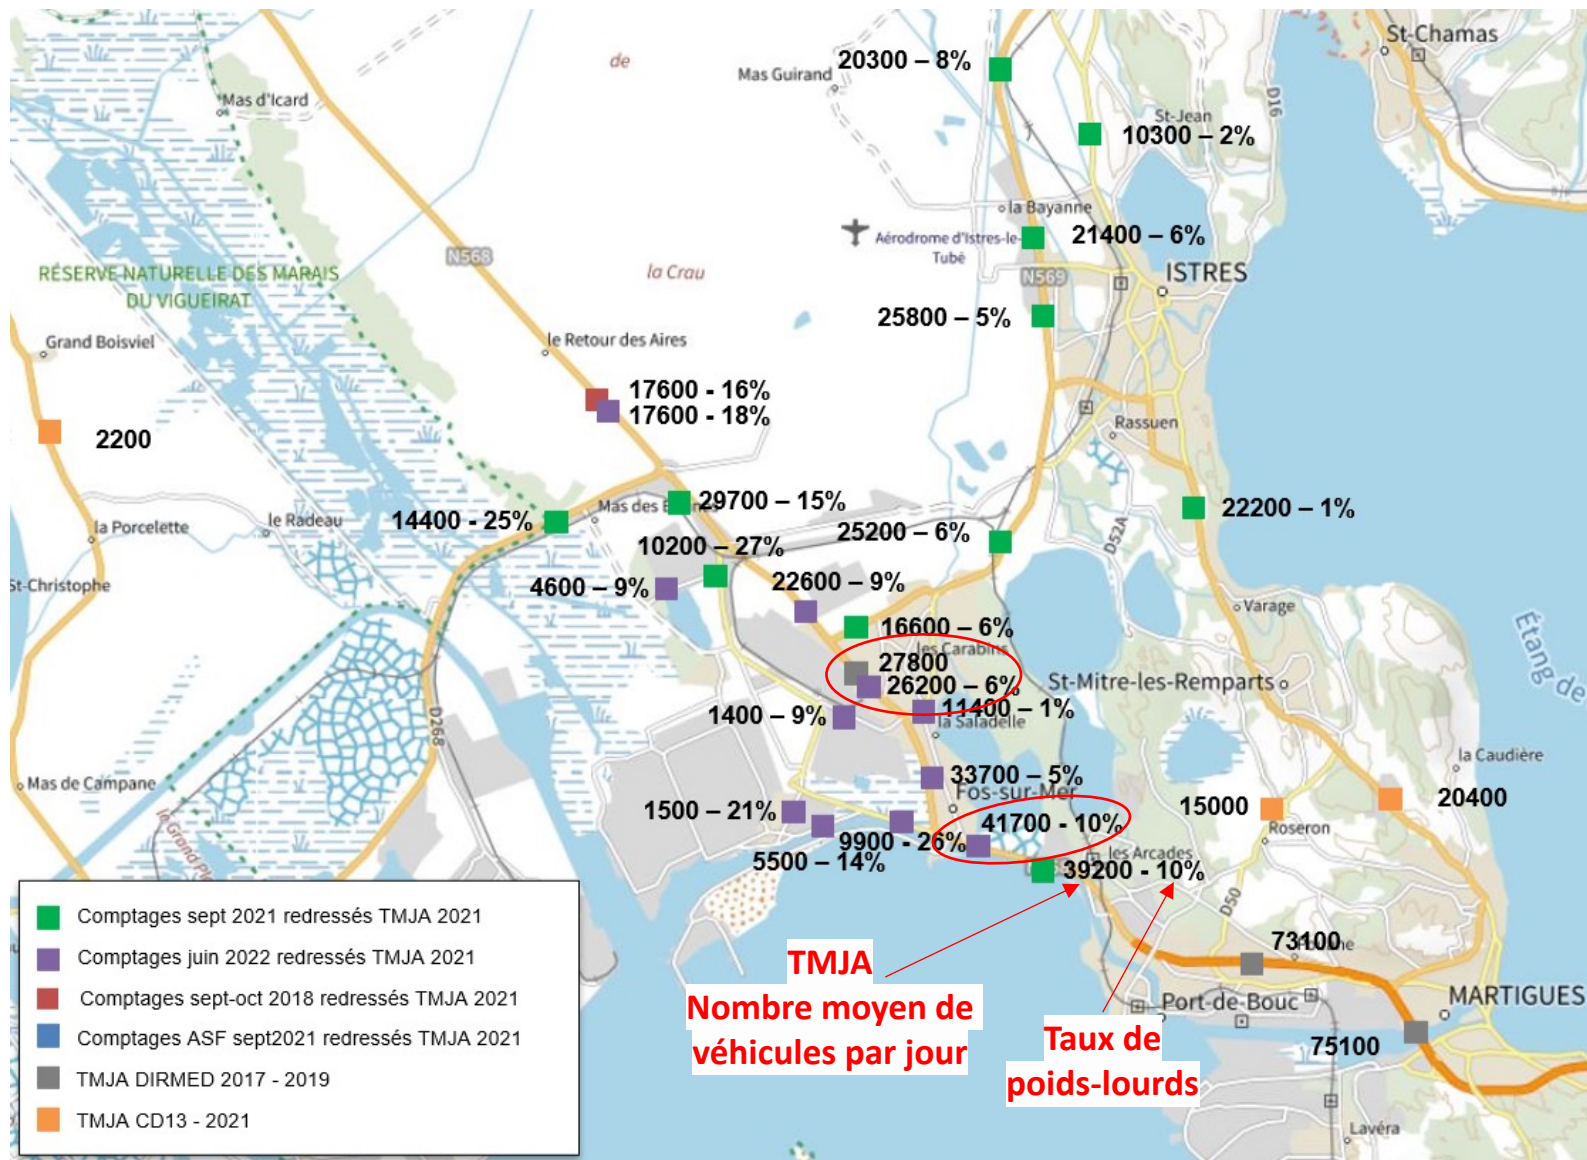 St-Chamas
de
20300 – 8%
Mas Guirand
Mas d'Icard
D16
St-Jean
10300 – 2%
la Bayanne
Aérodrome d'Istres-le-
Tubé
21400 – 6%
N568
RÉSERVE NATURELLE DES MARAIS
DU VIGUEIRAT
la Crau
N569
ISTRES
25800 – 5%
Grand Boisviel
le Retour des Aires
17600 - 16%
17600 - 18%
2200
Rassuen
29700 – 15%
Mas des
22200 – 1%
la Porcelette
le Radeau
14400 - 25%
25200 – 6%
D52A
10200 – 27%
St-Christophe
4600 – 9%
22600 – 9%
Varage
16600 – 6%
les Carabins
27800
26200 – 6%
St-Mitre-les-Remparts
Étang de
1400 – 9%
11400 – 1%
la Saladelle
D268
la Caudière
Mas de Campane
33700 – 5%
Fos-sur-Mer
1500 – 21%
15000
20400
41700 - 10%
Roseron
9900 - 26%
5500 – 14%
les Arcades
39200 - 10%
le Grand
D50
Comptages sept 2021 redressés TMJA 2021
Comptages juin 2022 redressés TMJA 2021
Comptages sept-oct 2018 redressés TMJA 2021
Comptages ASF sept2021 redressés TMJA 2021
TMJA DIRMED 2017 - 2019
TMJA CD13 - 2021
TMJA
Nombre moyen de
véhicules par jour
Taux de
poids-lourds
73100
Port-de-Bouc
MARTIGUES
75100
Lavéra